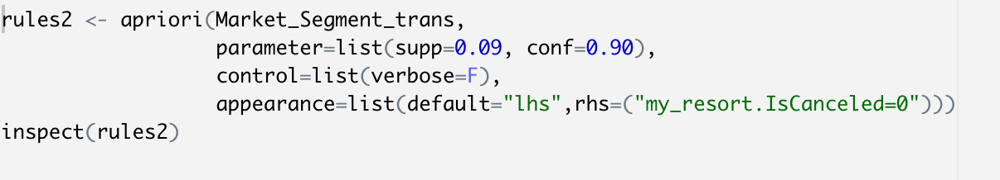 rules2 <- apriori(Market_Segment_trans,
                 parameter=list(supp=0.09, conf=0.90),
                 control=list(verbose=F),
                 appearance=list(default="lhs",rhs=("my_resort.IsCanceled=0")))
inspect(rules2)